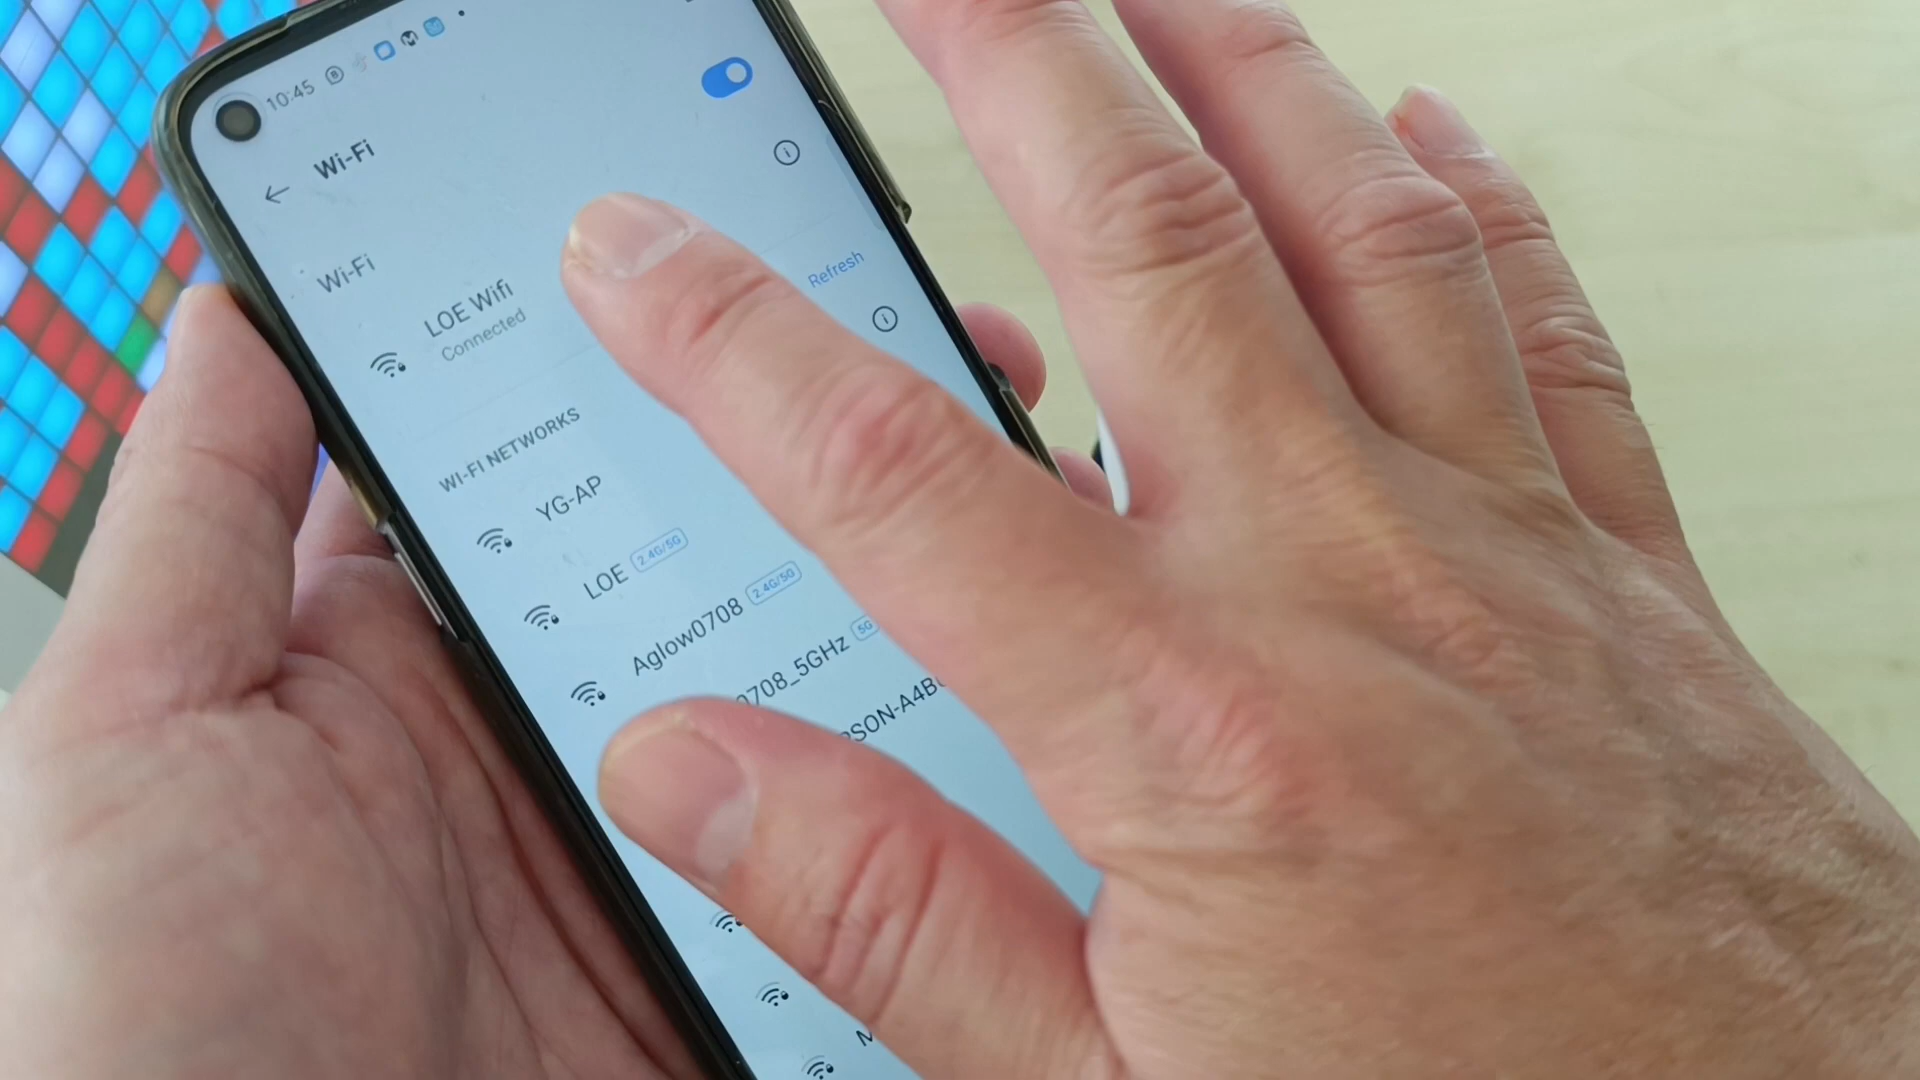 10:45
Wi-Fi
Wi-Fi
LOE Wifi
Connected
WI-FI NETWORKS
Refresh
YG-AP
LOE 2.4G/5G
Aglow0708 2.4G/5G
0708_5GHz 5G